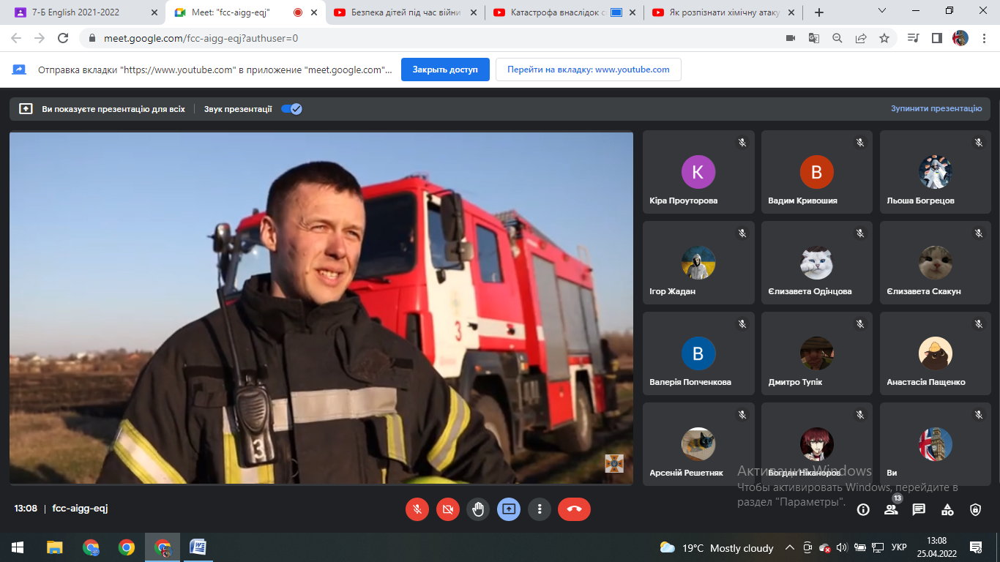 7-Б English 2021-2022
Meet: "fcc-aigg-eqj"
Безпека дітей під час війни
Катастрофа внаслідок с
Як розпізнати хімічну атаку
meet.google.com/fcc-aigg-eqj?authuser=0
Отправка вкладки "https://www.youtube.com" в приложение "meet.google.com"...
Закрыть доступ
Перейти на вкладку: www.youtube.com
Ви показуєте презентацію для всіх
Звук презентації
Зупинити презентацію
К
Кіра Проуторова
В
Вадим Кривошия
Льоша Богрецов
Ігор Жадан
Єлизавета Одінцова
Єлизавета Скакун
В
Валерія Попченкова
Дмитро Тупік
Анастасія Пащенко
Арсеній Решетняк
Богдан Ніканоров
Ви
3
3
Активация Windows
Чтобы активировать Windows, перейдите в
раздел "Параметры".
13:08 | fcc-aigg-eqj
13
19°C Mostly cloudy
УКР
13:08
25.04.2022